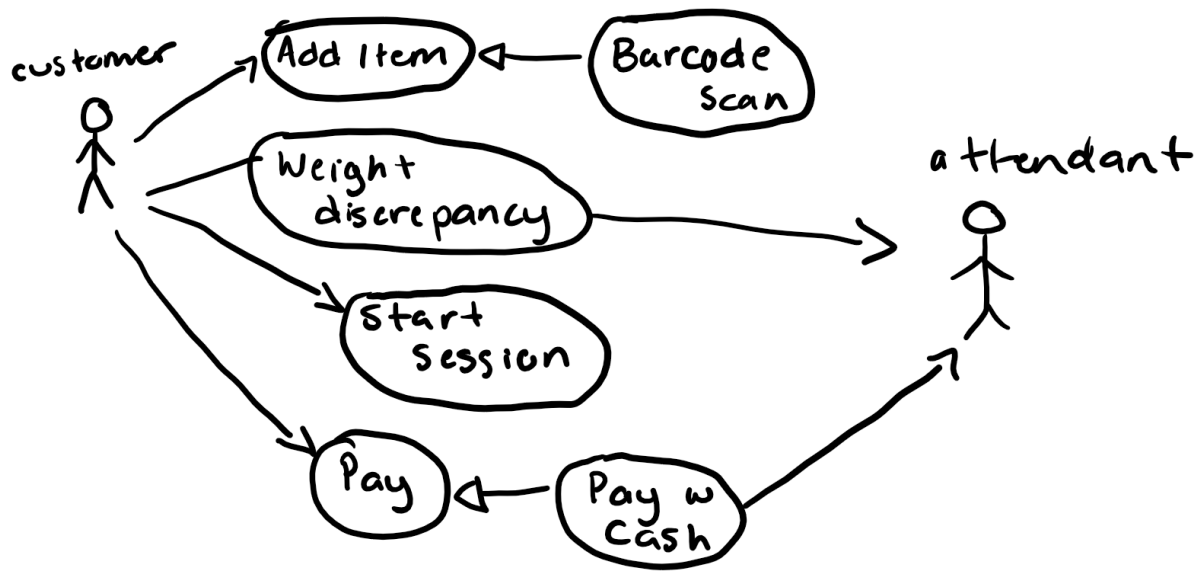 customer
Add Item
Barcode
scan
Weight
discrepancy
attendant
Start
Session
Pay
Pay w
Cash